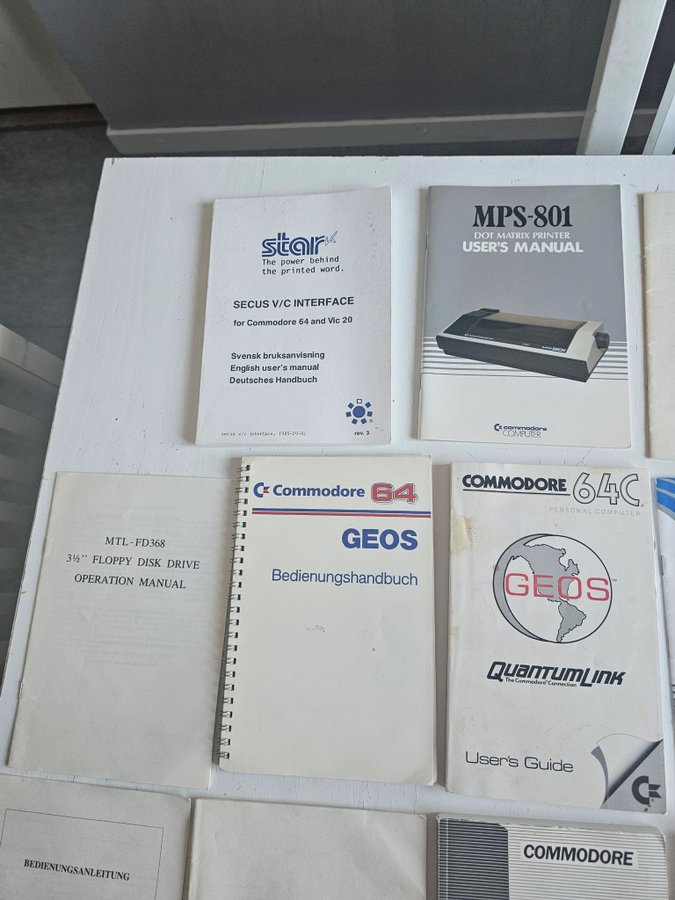 star
The power behind
the printed word.
SECUS V/C INTERFACE
for Commodore 64 and Vic 20
Svensk bruksanvisning
English user's manual
Deutsches Handbuch
rev. 3
MPS-801
DOT MATRIX PRINTER
USER'S MANUAL
commodore
COMPUTER
MTL-FD368
3½" FLOPPY DISK DRIVE
OPERATION MANUAL
Commodore 64
GEOS
Bedienungshandbuch
COMMODORE 64C
PERSONAL COMPUTER
GEOS™
QUANTUMLINK
The Commodore® Connection
User's Guide
BEDIENUNGSANLEITUNG
COMMODORE